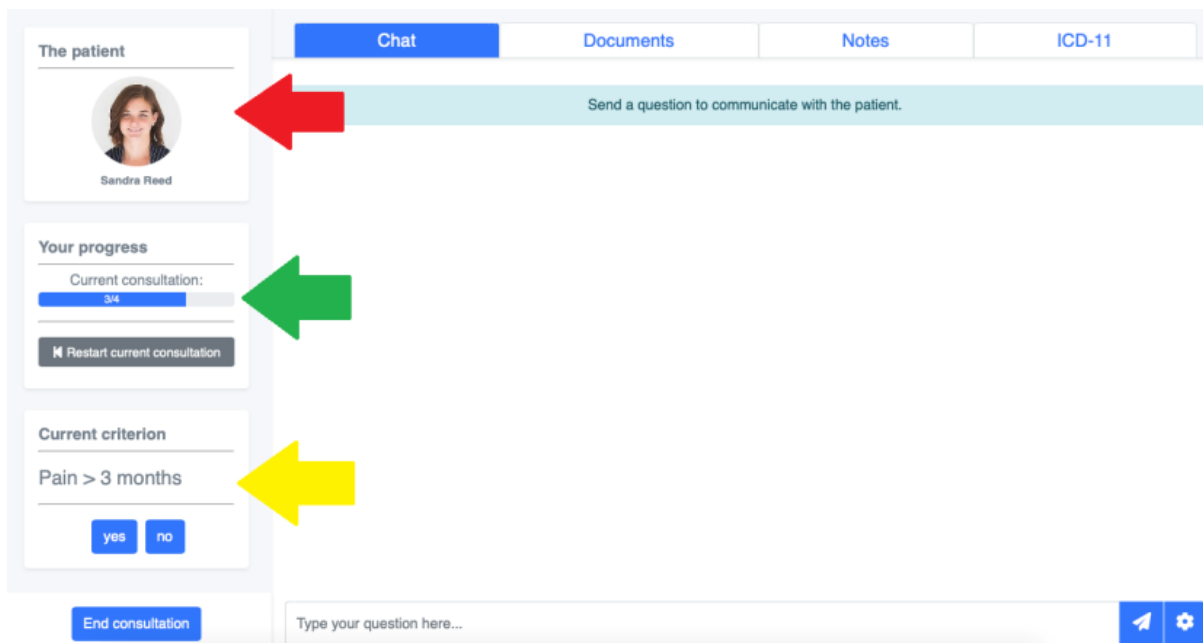 The patient
Sandra Reed
Your progress
Current consultation:
3/4
Restart current consultation
Current criterion
Pain > 3 months
yes no
End consultation
Chat Documents Notes ICD-11
Send a question to communicate with the patient.
Type your question here...